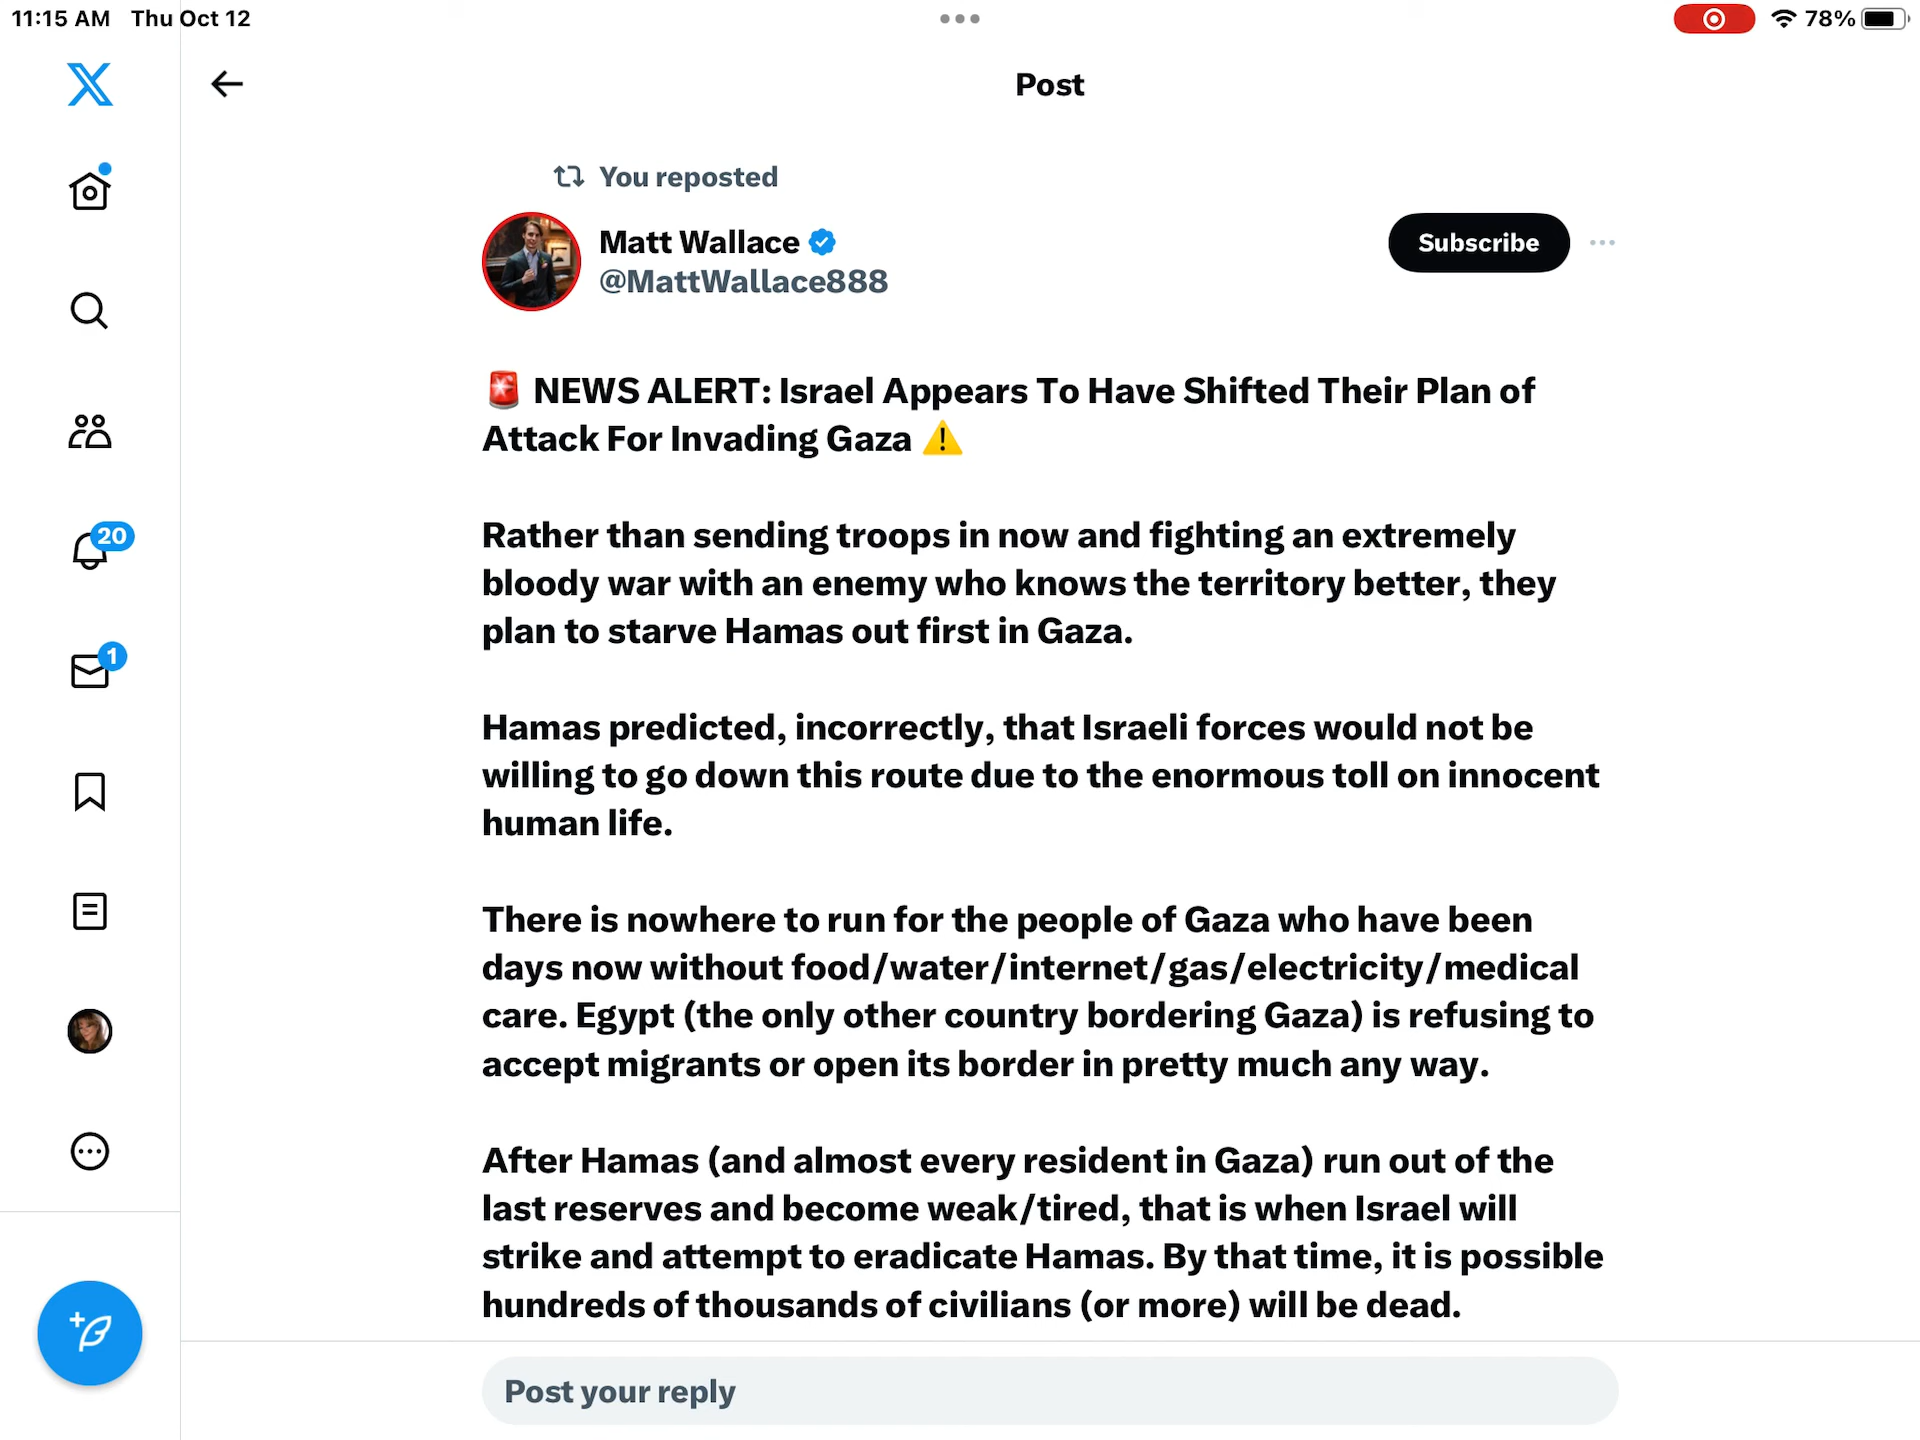 11:15 AM Thu Oct 12
78%
Post
You reposted
Matt Wallace
@MattWallace888
Subscribe
🚨 NEWS ALERT: Israel Appears To Have Shifted Their Plan of
Attack For Invading Gaza ⚠️
Rather than sending troops in now and fighting an extremely
bloody war with an enemy who knows the territory better, they
plan to starve Hamas out first in Gaza.
Hamas predicted, incorrectly, that Israeli forces would not be
willing to go down this route due to the enormous toll on innocent
human life.
There is nowhere to run for the people of Gaza who have been
days now without food/water/internet/gas/electricity/medical
care. Egypt (the only other country bordering Gaza) is refusing to
accept migrants or open its border in pretty much any way.
After Hamas (and almost every resident in Gaza) run out of the
last reserves and become weak/tired, that is when Israel will
strike and attempt to eradicate Hamas. By that time, it is possible
hundreds of thousands of civilians (or more) will be dead.
20
1
Post your reply